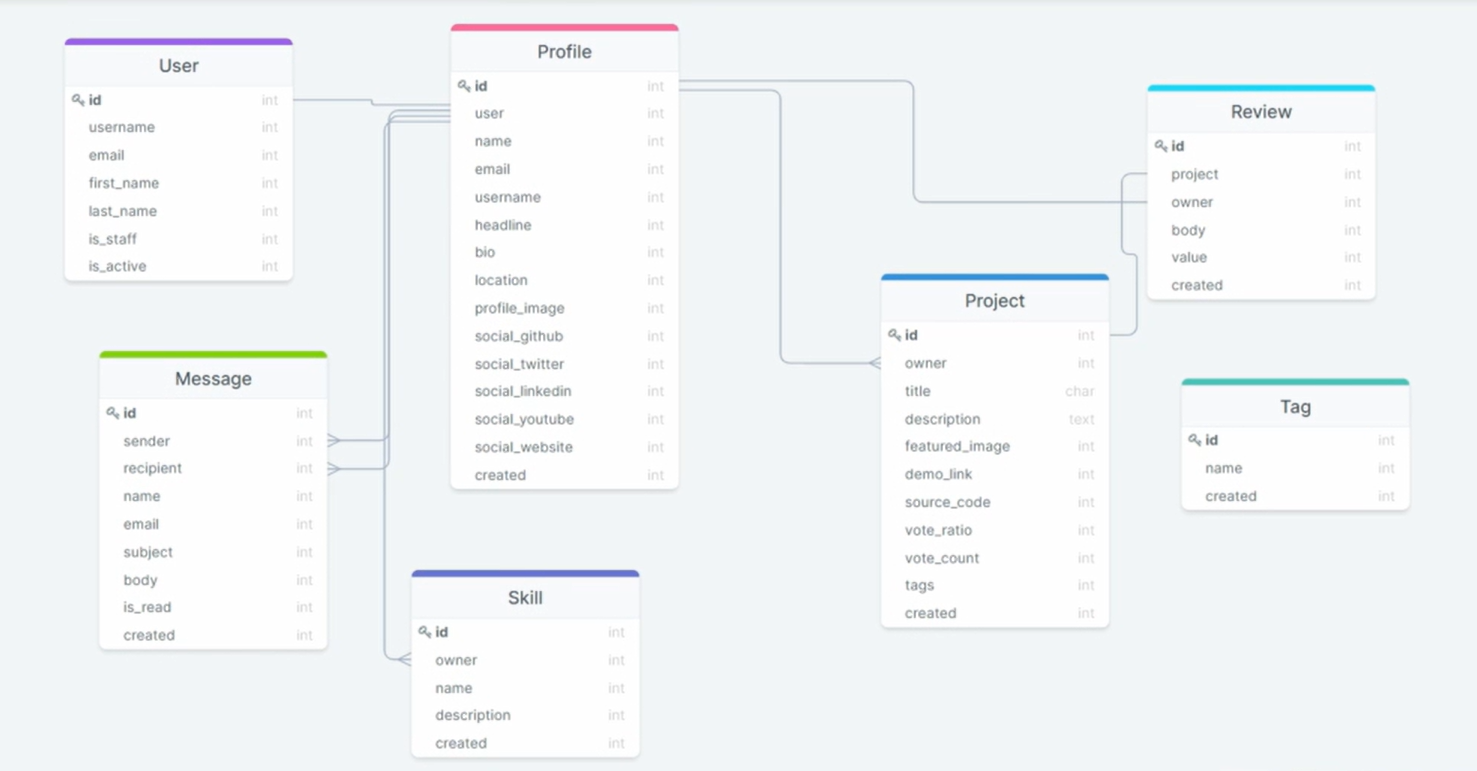 User
id int
username int
email int
first_name int
last_name int
is_staff int
is_active int
Profile
id int
user int
name int
email int
username int
headline int
bio int
location int
profile_image int
social_github int
social_twitter int
social_linkedin int
social_youtube int
social_website int
created int
Review
id int
project int
owner int
body int
value int
created int
Message
id int
sender int
recipient int
name int
email int
subject int
body int
is_read int
created int
Project
id int
owner int
title char
description text
featured_image int
demo_link int
source_code int
vote_ratio int
vote_count int
tags int
created int
Tag
id int
name int
created int
Skill
id int
owner int
name int
description int
created int